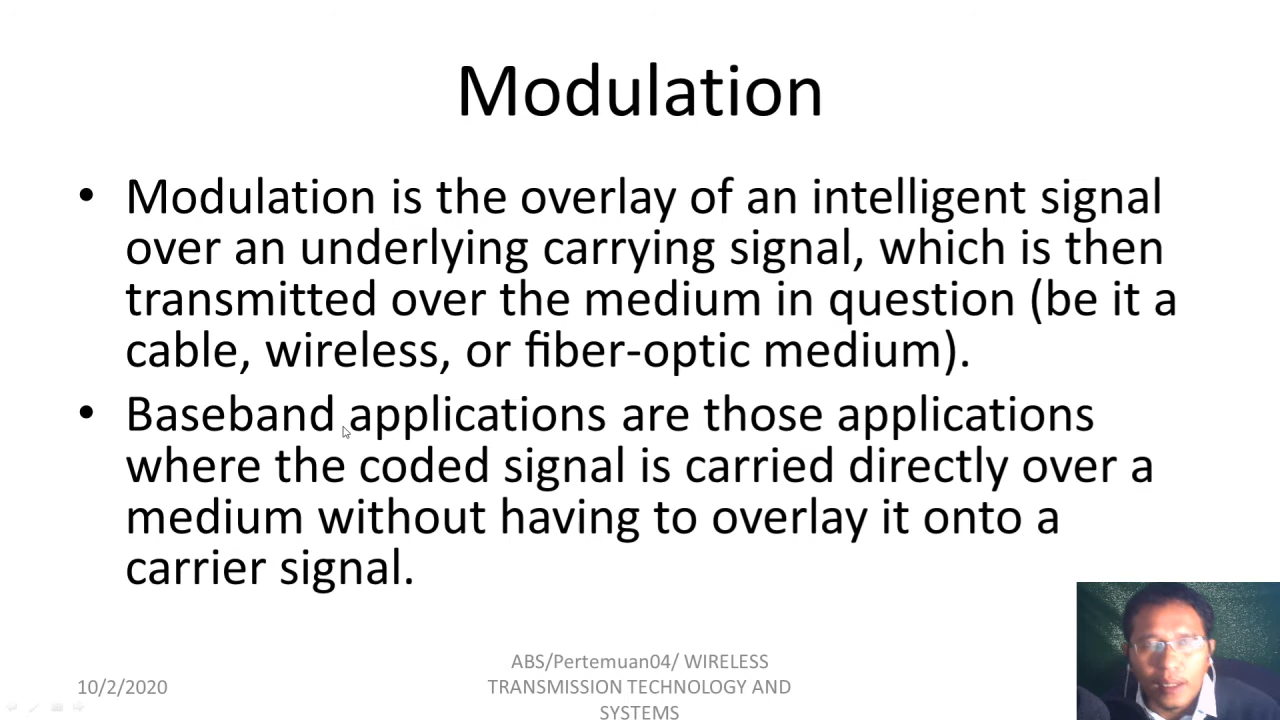 Modulation
• Modulation is the overlay of an intelligent signal
over an underlying carrying signal, which is then
transmitted over the medium in question (be it a
cable, wireless, or fiber-optic medium).
• Baseband applications are those applications
where the coded signal is carried directly over a
medium without having to overlay it onto a
carrier signal.
10/2/2020
ABS/Pertemuan04/ WIRELESS
TRANSMISSION TECHNOLOGY AND
SYSTEMS